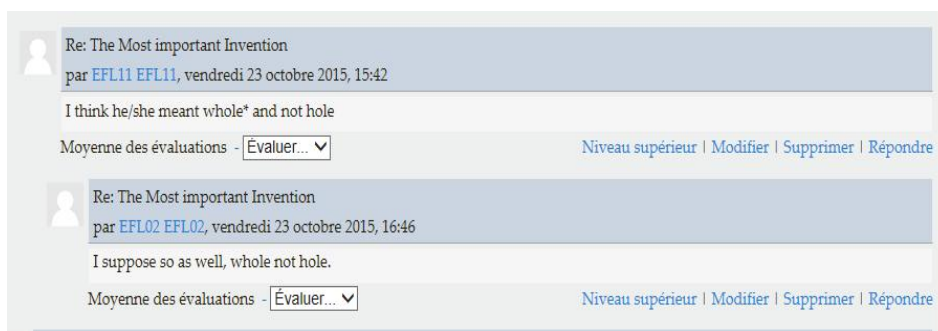 Re: The Most important Invention
par EFL11 EFL11, vendredi 23 octobre 2015, 15:42
I think he/she meant whole* and not hole
Moyenne des évaluations - Évaluer... Niveau supérieur | Modifier | Supprimer | Répondre
Re: The Most important Invention
par EFL02 EFL02, vendredi 23 octobre 2015, 16:46
I suppose so as well, whole not hole.
Moyenne des évaluations - Évaluer... Niveau supérieur | Modifier | Supprimer | Répondre